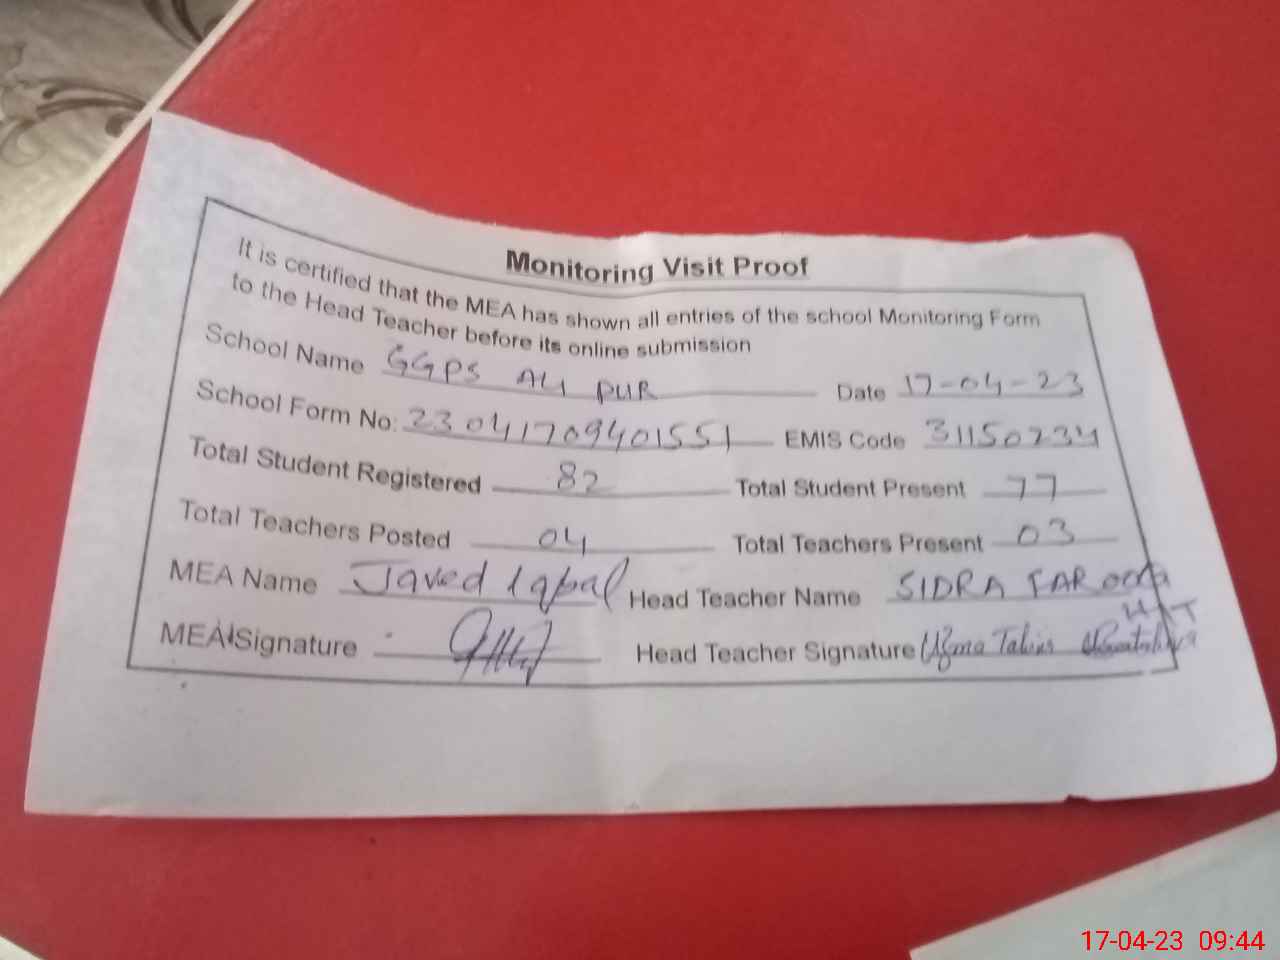 Monitoring Visit Proof
It is certified that the MEA has shown all entries of the school Monitoring Form
to the Head Teacher before its online submission
School Name GGPS Ali PUR Date 17-04-23
School Form No: 23041709401551 EMIS Code 31150234
Total Student Registered 82 Total Student Present 77
Total Teachers Posted 04 Total Teachers Present 03
MEA Name Javed Iqbal Head Teacher Name SIDRA FAROOQ
H/T
MEA Signature Head Teacher Signature Uzma
17-04-23 09:44